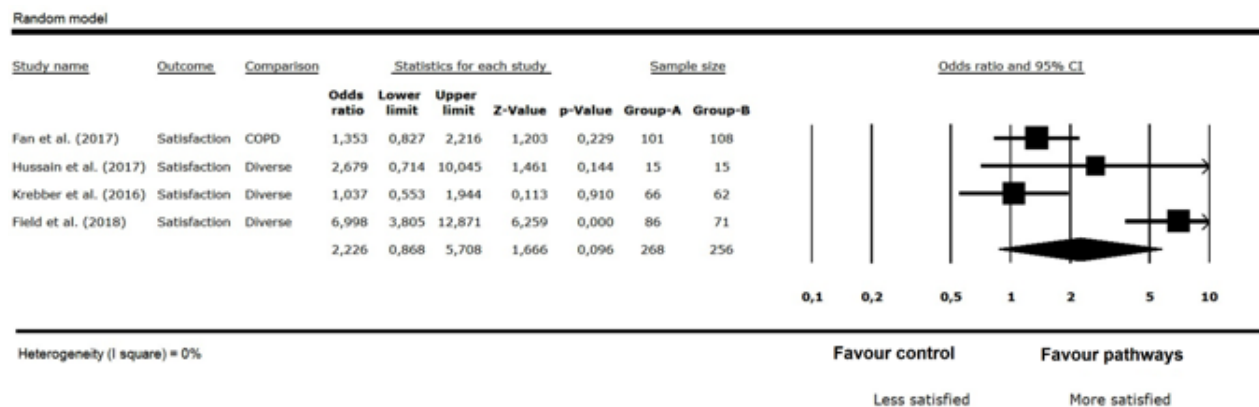 Random model
Study name Outcome Comparison Statistics for each study Sample size Odds ratio and 95% CI
Odds ratio Lower limit Upper limit Z-Value p-Value Group-A Group-B
Fan et al. (2017) Satisfaction COPD 1,353 0,827 2,216 1,203 0,229 101 108
Hussain et al. (2017) Satisfaction Diverse 2,679 0,714 10,045 1,461 0,144 15 15
Krebber et al. (2016) Satisfaction Diverse 1,037 0,553 1,944 0,113 0,910 66 62
Field et al. (2018) Satisfaction Diverse 6,998 3,805 12,871 6,259 0,000 86 71
2,226 0,868 5,708 1,666 0,096 268 256
0,1 0,2 0,5 1 2 5 10
Heterogeneity (I square) = 0% Favour control Favour pathways
Less satisfied More satisfied